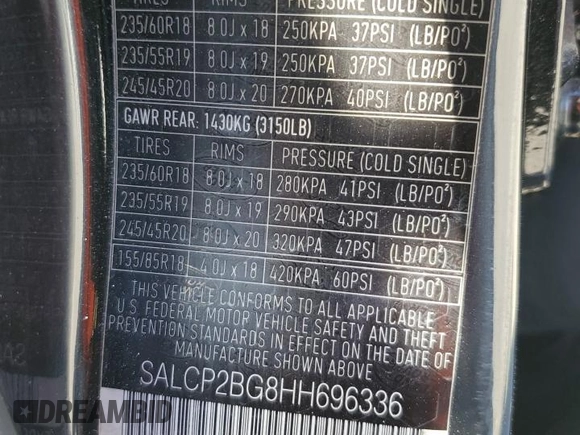 TIRES RIMS PRESSURE (COLD SINGLE)
235/60R18 8.0J x 18 250KPA 37PSI (LB/PO²)
235/55R19 8.0J x 19 250KPA 37PSI (LB/PO²)
245/45R20 8.0J x 20 270KPA 40PSI (LB/PO²)
GAWR REAR: 1430KG (3150LB)
TIRES RIMS PRESSURE (COLD SINGLE)
235/60R18 8.0J x 18 280KPA 41PSI (LB/PO²)
235/55R19 8.0J x 19 290KPA 43PSI (LB/PO²)
245/45R20 8.0J x 20 320KPA 47PSI (LB/PO²)
155/85R18 4.0J x 18 420KPA 60PSI (LB/PO²)
THIS VEHICLE CONFORMS TO ALL APPLICABLE
U.S FEDERAL MOTOR VEHICLE SAFETY AND THEFT
PREVENTION STANDARDS IN EFFECT ON THE DATE OF
MANUFACTURE SHOWN ABOVE.
SALCP2BG8HH696336
DREAMBID